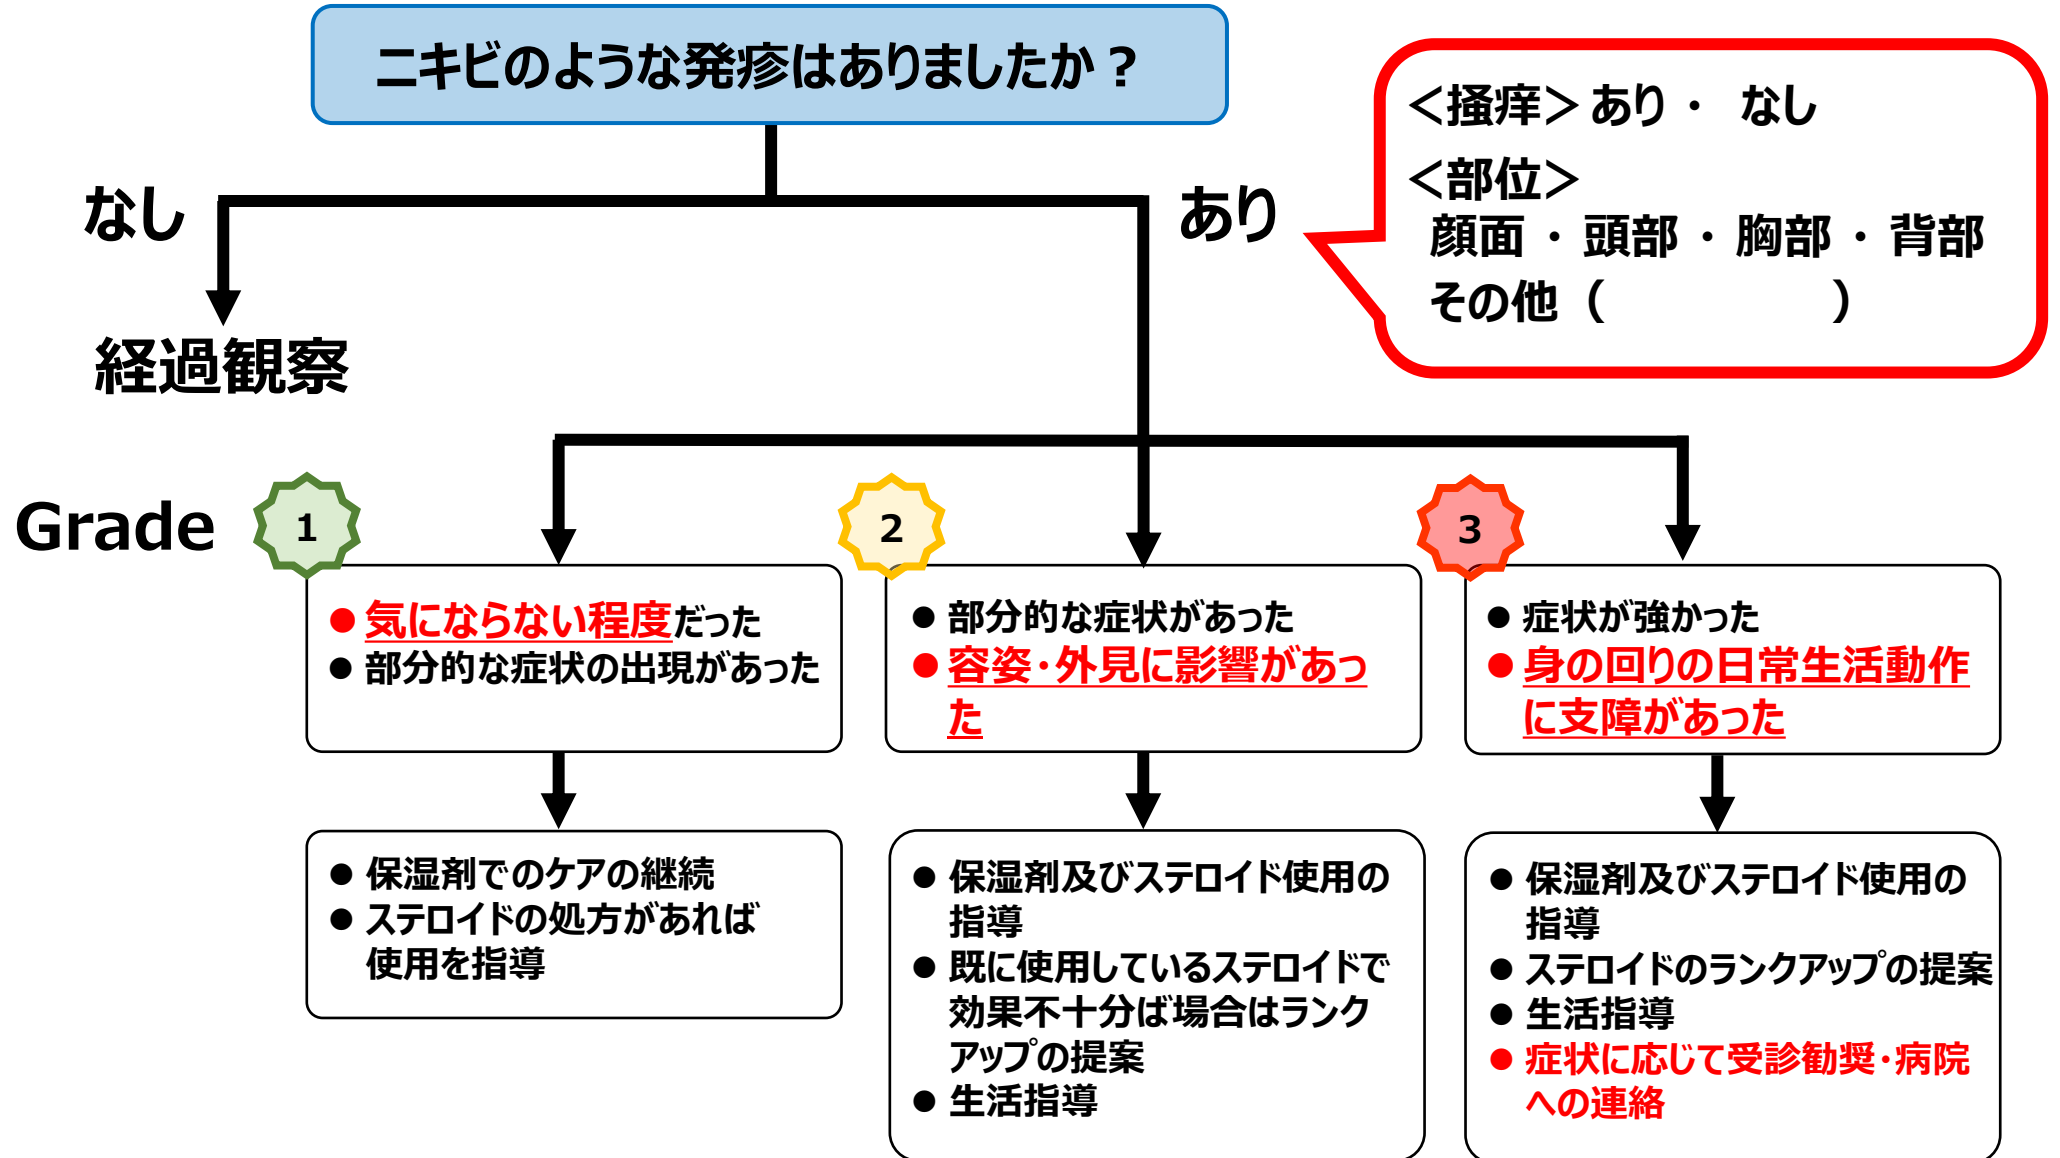 ニキビのような発疹はありましたか？
＜掻痒＞あり・ なし
＜部位＞
顔面・頭部・胸部・背部
その他（　　　　　）
なし
あり
経過観察
Grade
1
2
3
● 気にならない程度だった
● 部分的な症状の出現があった
● 部分的な症状があった
● 容姿・外見に影響があっ
た
● 症状が強かった
● 身の回りの日常生活動作
に支障があった
● 保湿剤でのケアの継続
● ステロイドの処方があれば
使用を指導
● 保湿剤及びステロイド使用の
指導
● 既に使用しているステロイドで
効果不十分ば場合はランク
アップの提案
● 生活指導
● 保湿剤及びステロイド使用の
指導
● ステロイドのランクアップの提案
● 生活指導
● 症状に応じて受診勧奨・病院
への連絡